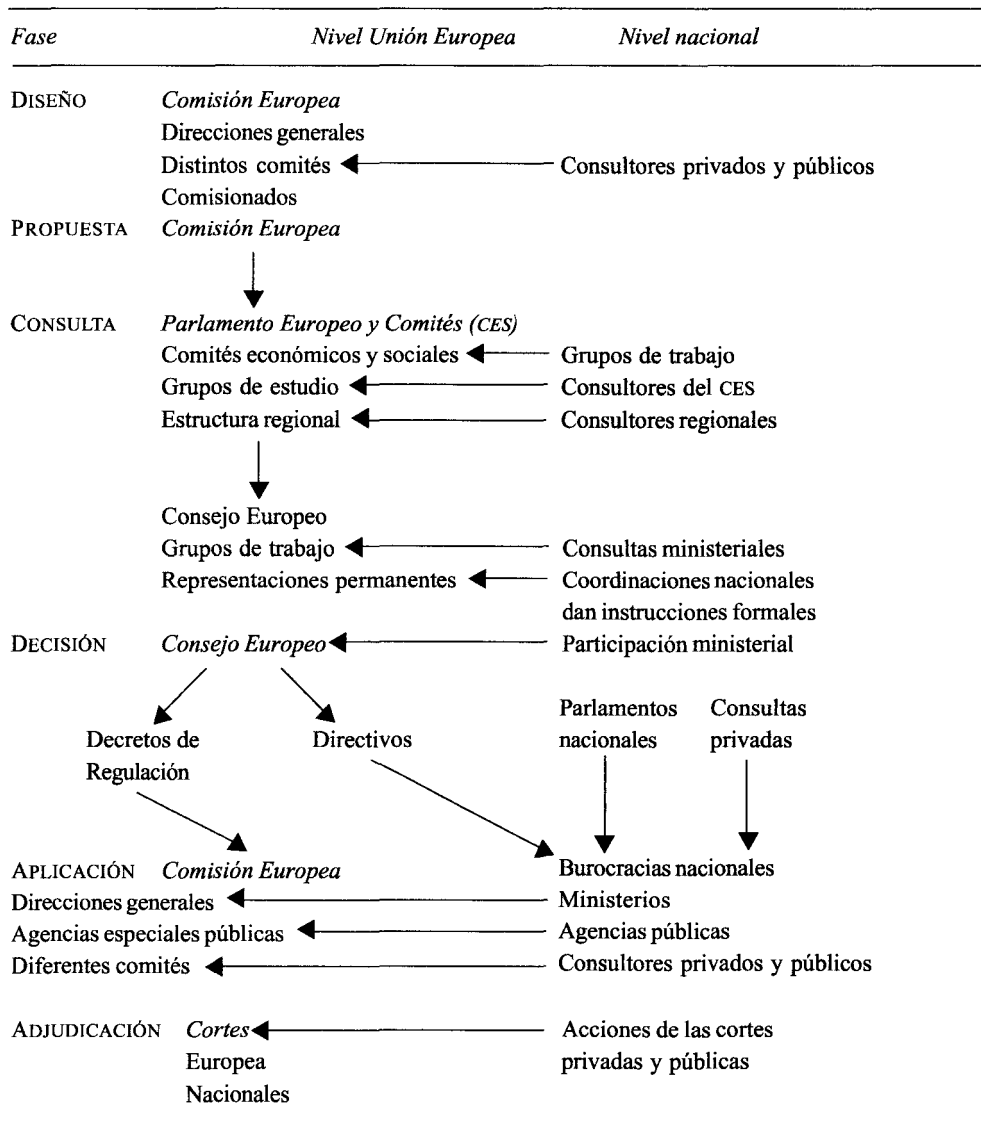 Fase Nivel Unión Europea Nivel nacional
DISEÑO Comisión Europea
Direcciones generales
Distintos comités Consultores privados y públicos
Comisionados
PROPUESTA Comisión Europea
CONSULTA Parlamento Europeo y Comités (CES)
Comités económicos y sociales Grupos de trabajo
Grupos de estudio Consultores del CES
Estructura regional Consultores regionales
Consejo Europeo
Grupos de trabajo Consultas ministeriales
Representaciones permanentes Coordinaciones nacionales
dan instrucciones formales
DECISIÓN Consejo Europeo Participación ministerial
Parlamentos Consultas
nacionales privadas
Decretos de Directivos
Regulación
APLICACIÓN Comisión Europea Burocracias nacionales
Direcciones generales Ministerios
Agencias especiales públicas Agencias públicas
Diferentes comités Consultores privados y públicos
ADJUDICACIÓN Cortes Acciones de las cortes
Europea privadas y públicas
Nacionales